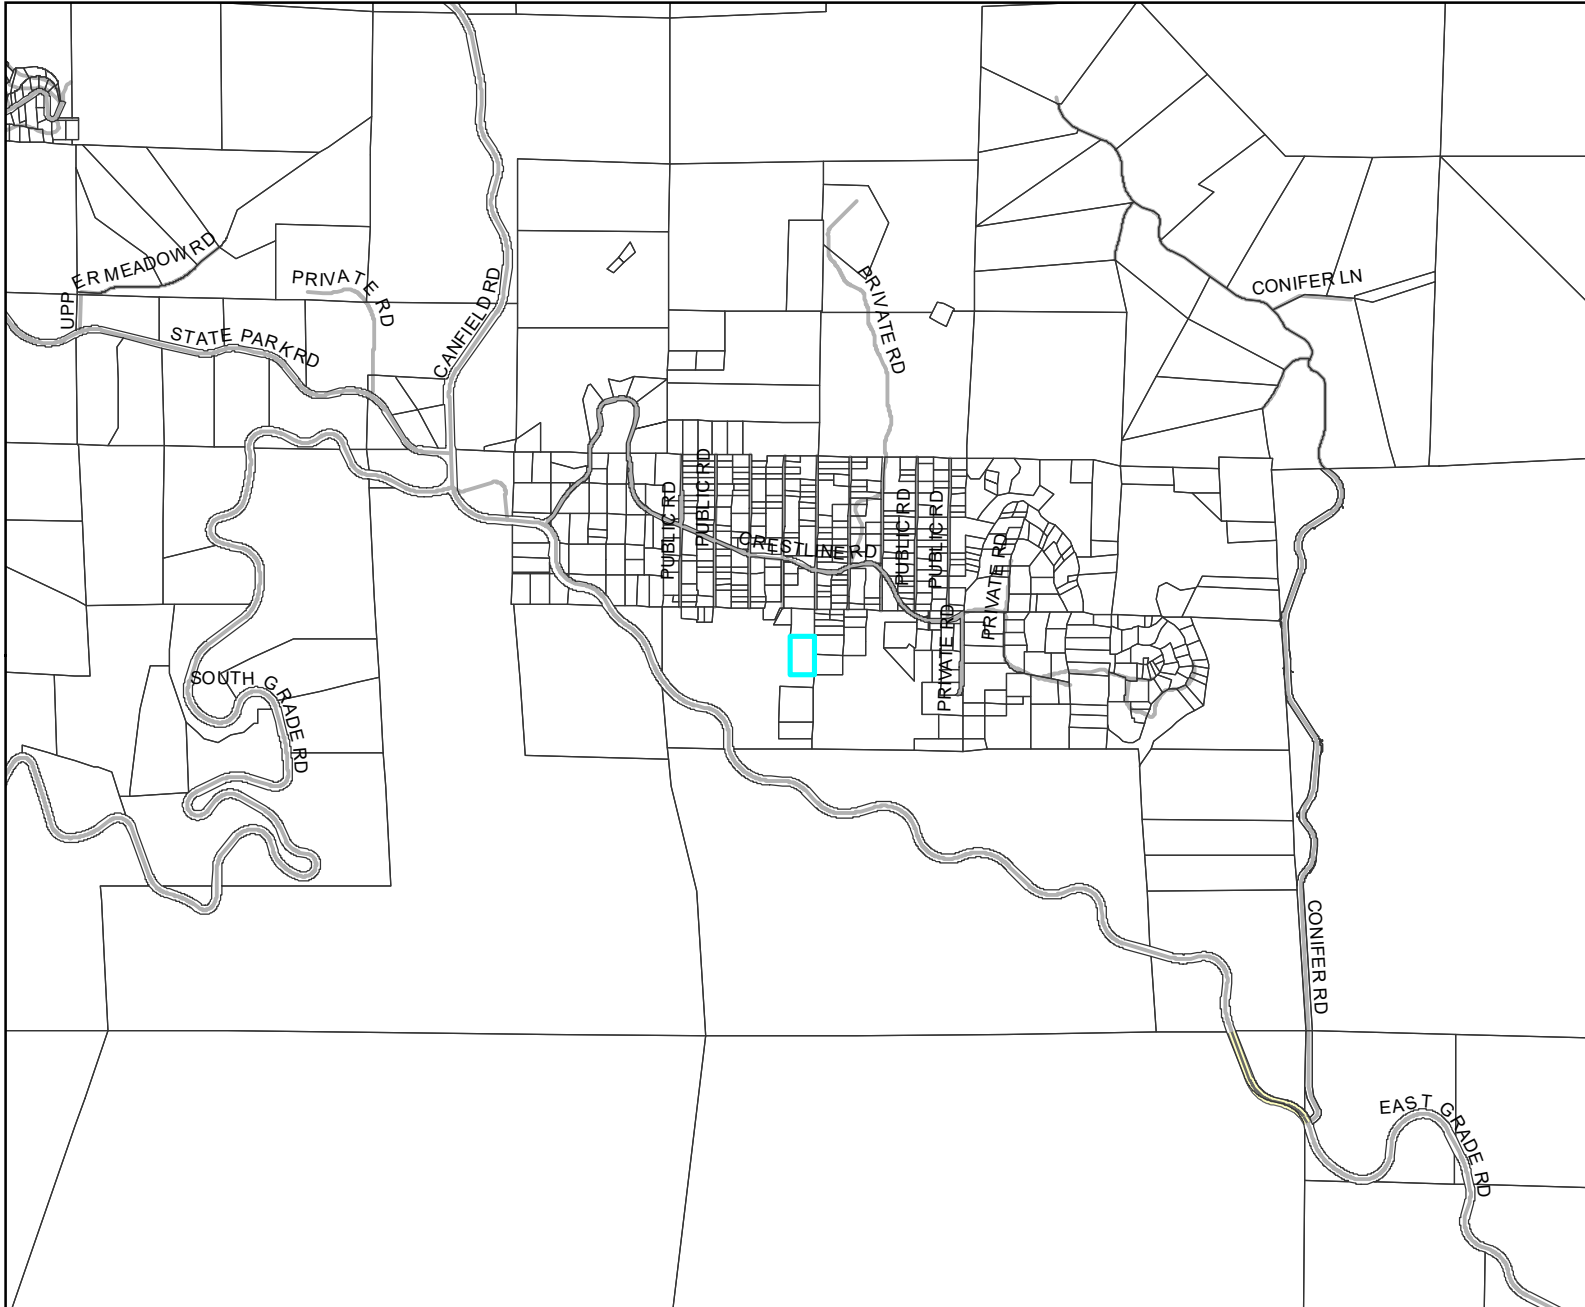 UPPER MEADOW RD
PRIVATE RD
CANFIELD RD
PRIVATE RD
CONIFER LN
STATE PARK RD
PUBLIC RD
PUBLIC RD
CRESTLINE RD
PUBLIC RD
PUBLIC RD
PRIVATE RD
PRIVATE RD
SOUTH GRADE RD
CONIFER RD
EAST GRADE RD